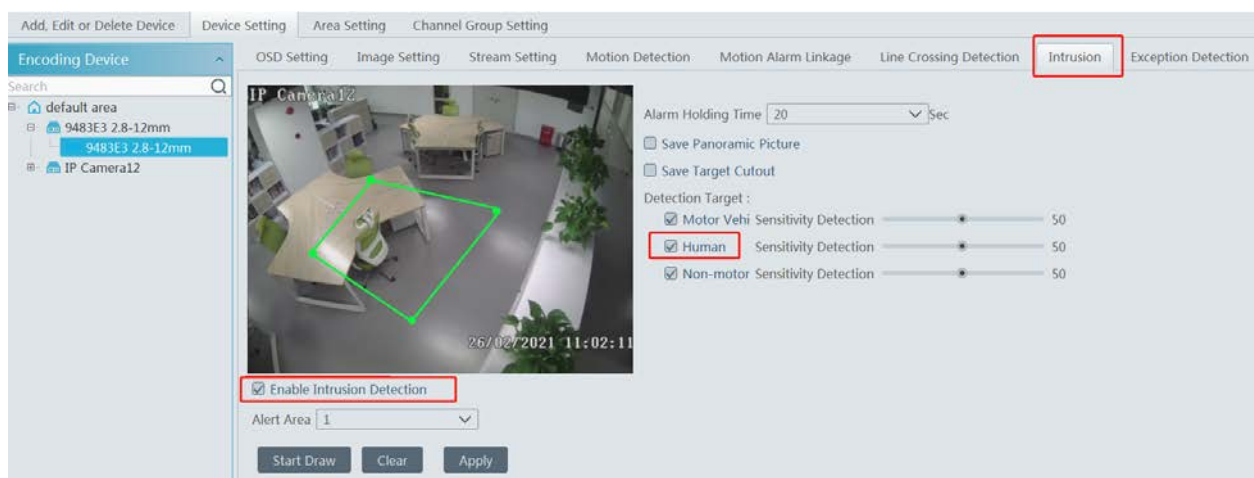 Add, Edit or Delete Device Device Setting Area Setting Channel Group Setting
Encoding Device
OSD Setting Image Setting Stream Setting Motion Detection Motion Alarm Linkage Line Crossing Detection Intrusion Exception Detection
Search
default area
9483E3 2.8-12mm
9483E3 2.8-12mm
IP Camera12
IP Camera12
26/02/2021 11:02:11
Alarm Holding Time 20 Sec
Save Panoramic Picture
Save Target Cutout
Detection Target :
Motor Vehi Sensitivity Detection 50
Human Sensitivity Detection 50
Non-motor Sensitivity Detection 50
Enable Intrusion Detection
Alert Area 1
Start Draw Clear Apply